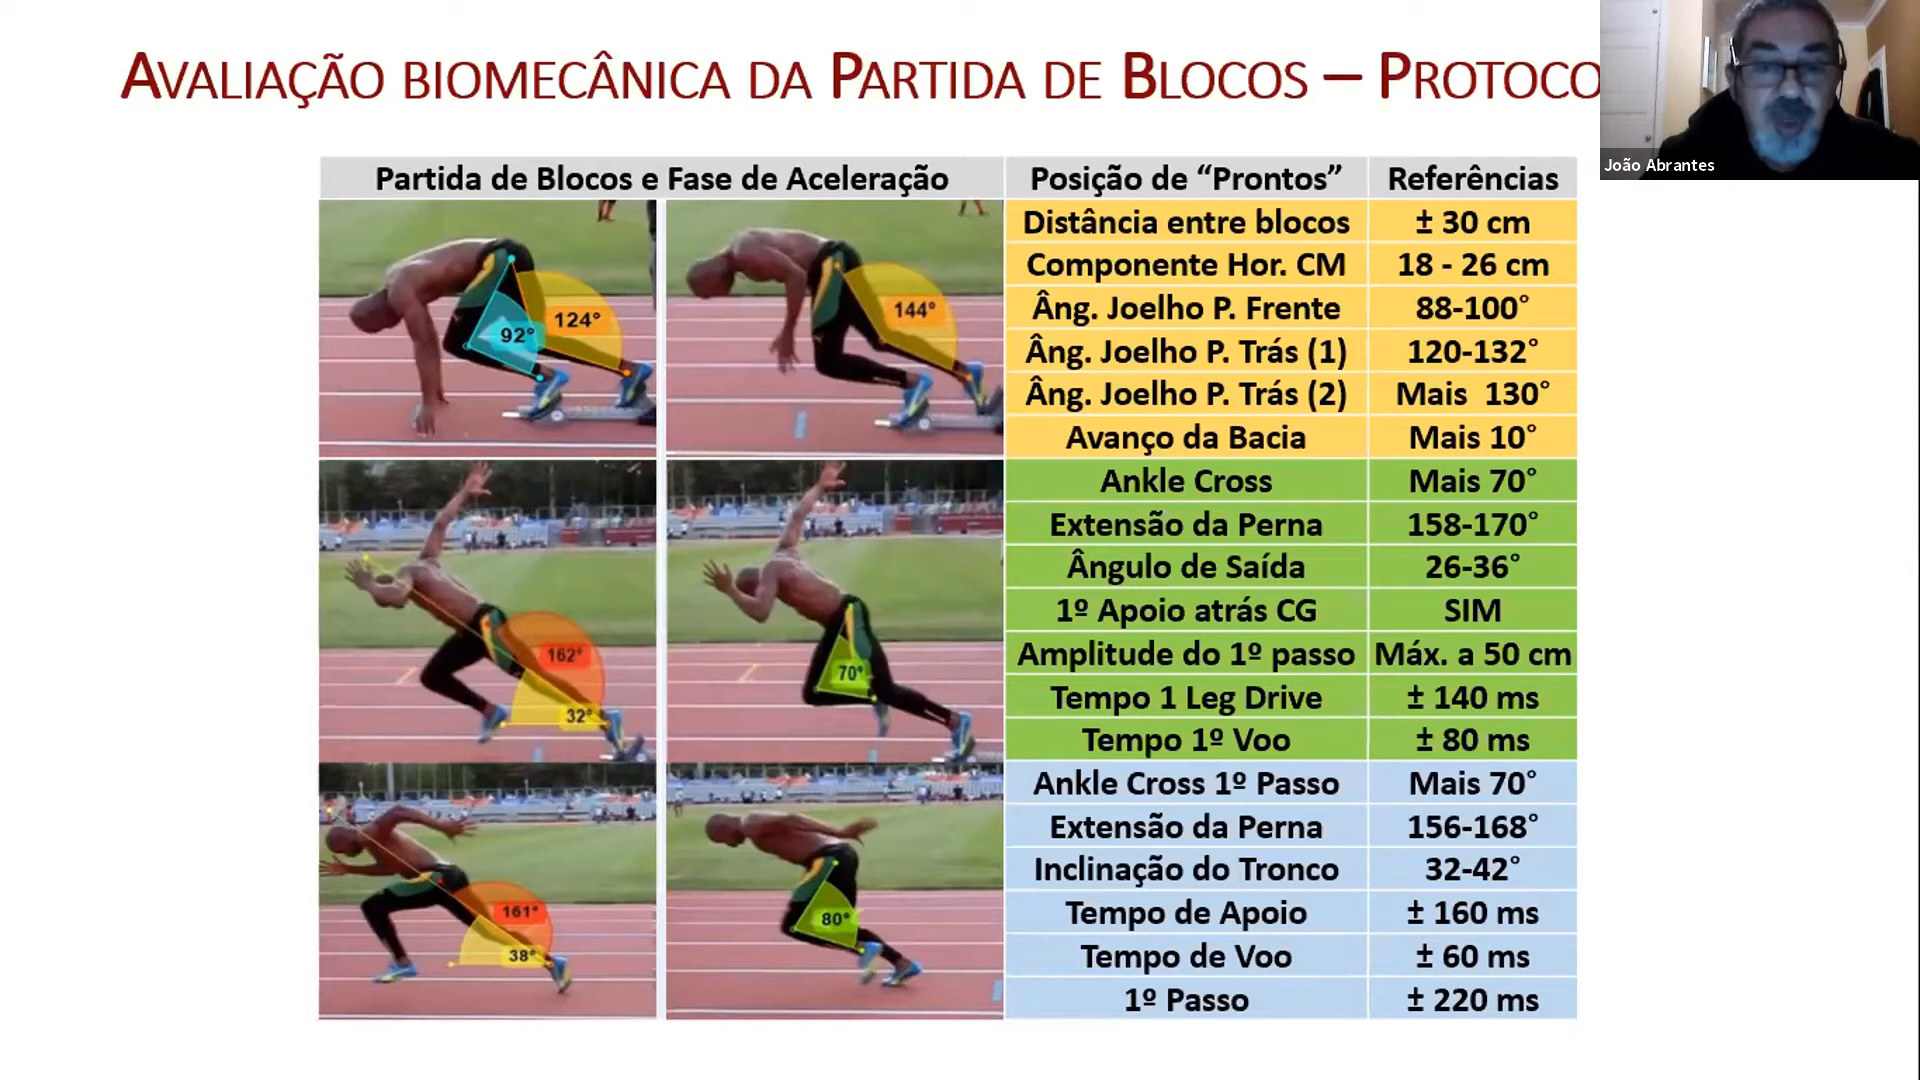 AVALIAÇÃO BIOMECÂNICA DA PARTIDA DE BLOCOS – PROTOCO
João Abrantes
Partida de Blocos e Fase de Aceleração Posição de “Prontos” Referências
Distância entre blocos ± 30 cm
Componente Hor. CM 18 - 26 cm
Âng. Joelho P. Frente 88-100°
Âng. Joelho P. Trás (1) 120-132°
Âng. Joelho P. Trás (2) Mais 130°
Avanço da Bacia Mais 10°
92° 124° 144°
Ankle Cross Mais 70°
Extensão da Perna 158-170°
Ângulo de Saída 26-36°
1º Apoio atrás CG SIM
Amplitude do 1º passo Máx. a 50 cm
Tempo 1 Leg Drive ± 140 ms
Tempo 1º Voo ± 80 ms
162° 70°
32°
Ankle Cross 1º Passo Mais 70°
Extensão da Perna 156-168°
Inclinação do Tronco 32-42°
Tempo de Apoio ± 160 ms
Tempo de Voo ± 60 ms
1º Passo ± 220 ms
161° 80°
38°